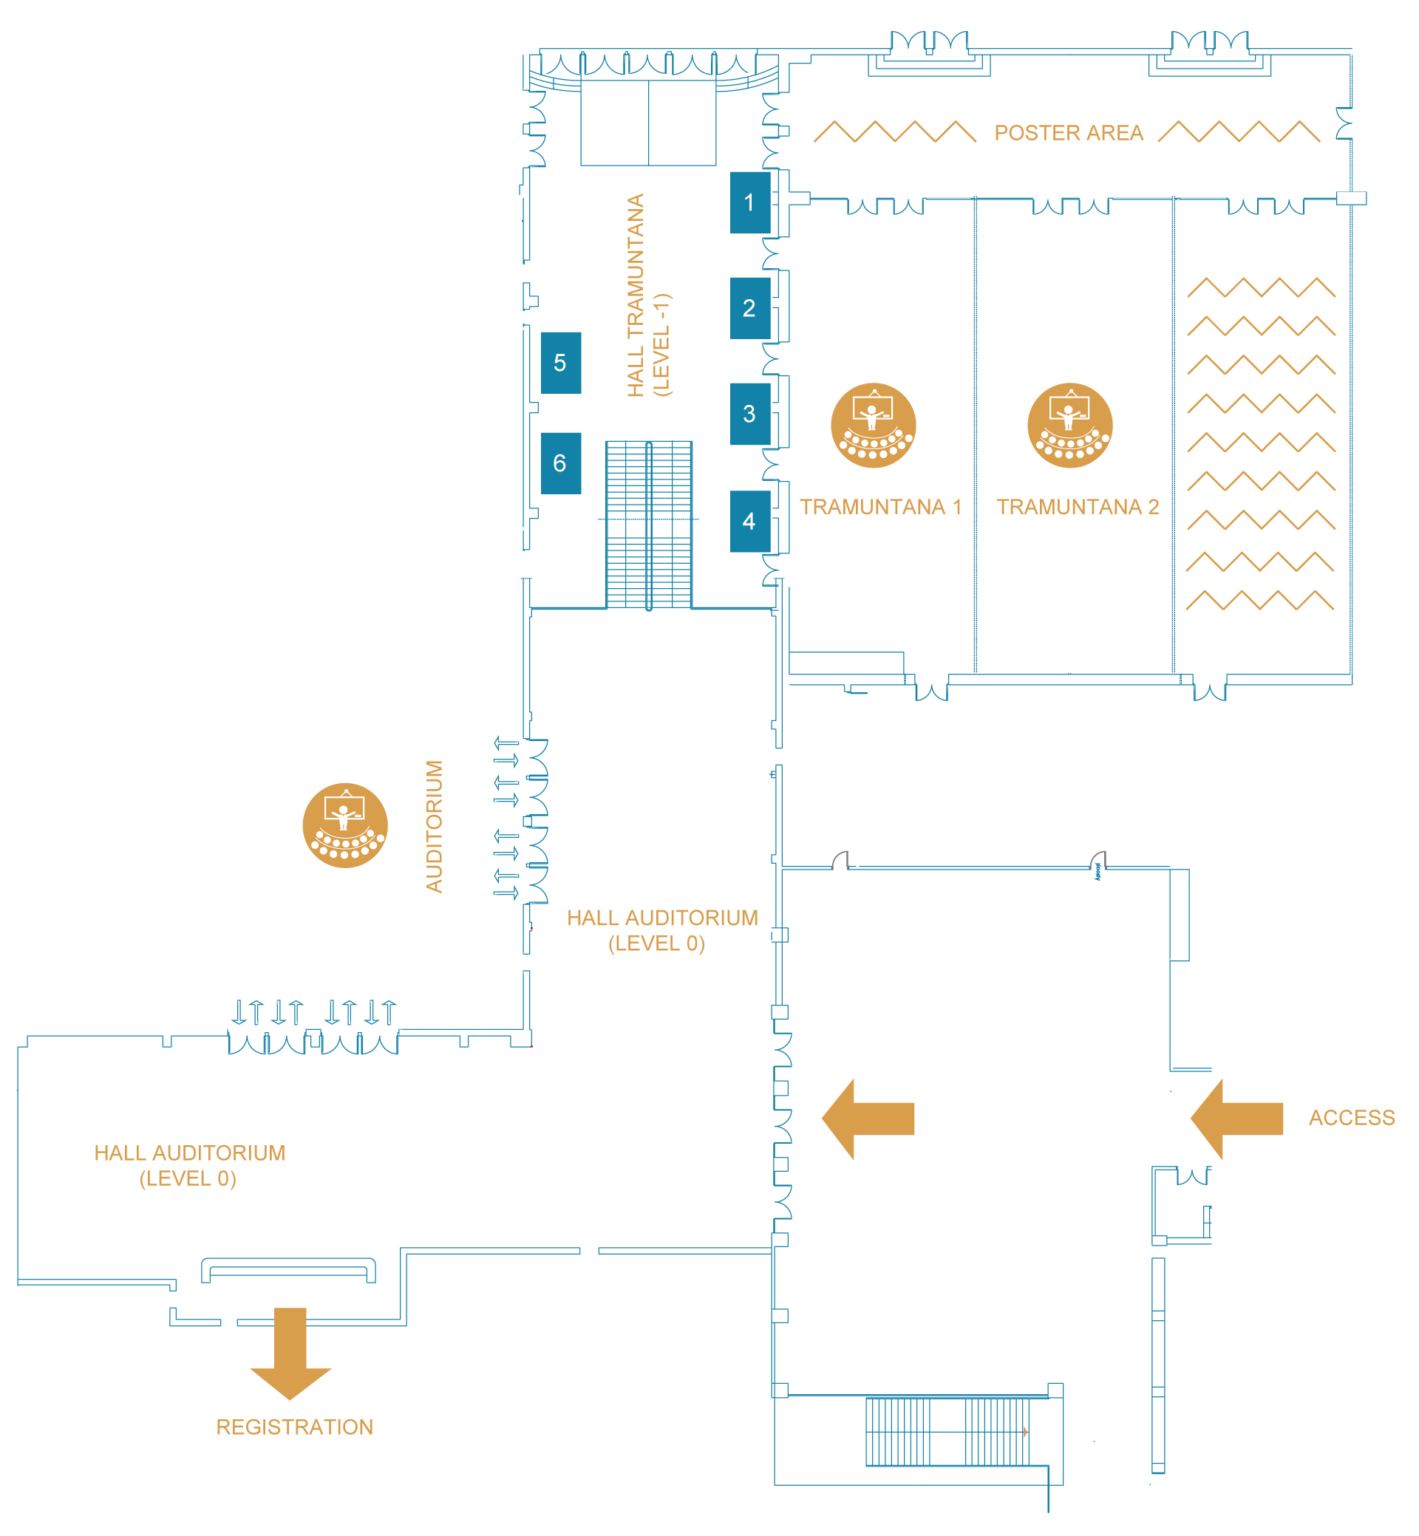 POSTER AREA
1
HALL TRAMUNTANA
(LEVEL -1)
2
5
3
6
4
TRAMUNTANA 1
TRAMUNTANA 2
AUDITORIUM
HALL AUDITORIUM
(LEVEL 0)
ACCESS
HALL AUDITORIUM
(LEVEL 0)
REGISTRATION